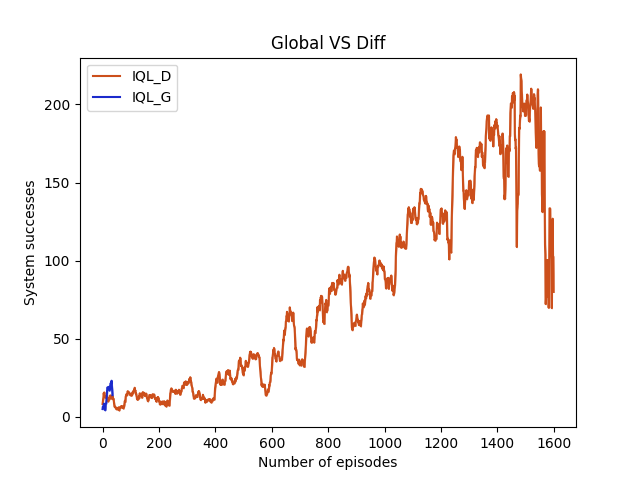 Global VS Diff
IQL_D
IQL_G
System successes
200
150
100
50
0
0 200 400 600 800 1000 1200 1400 1600
Number of episodes